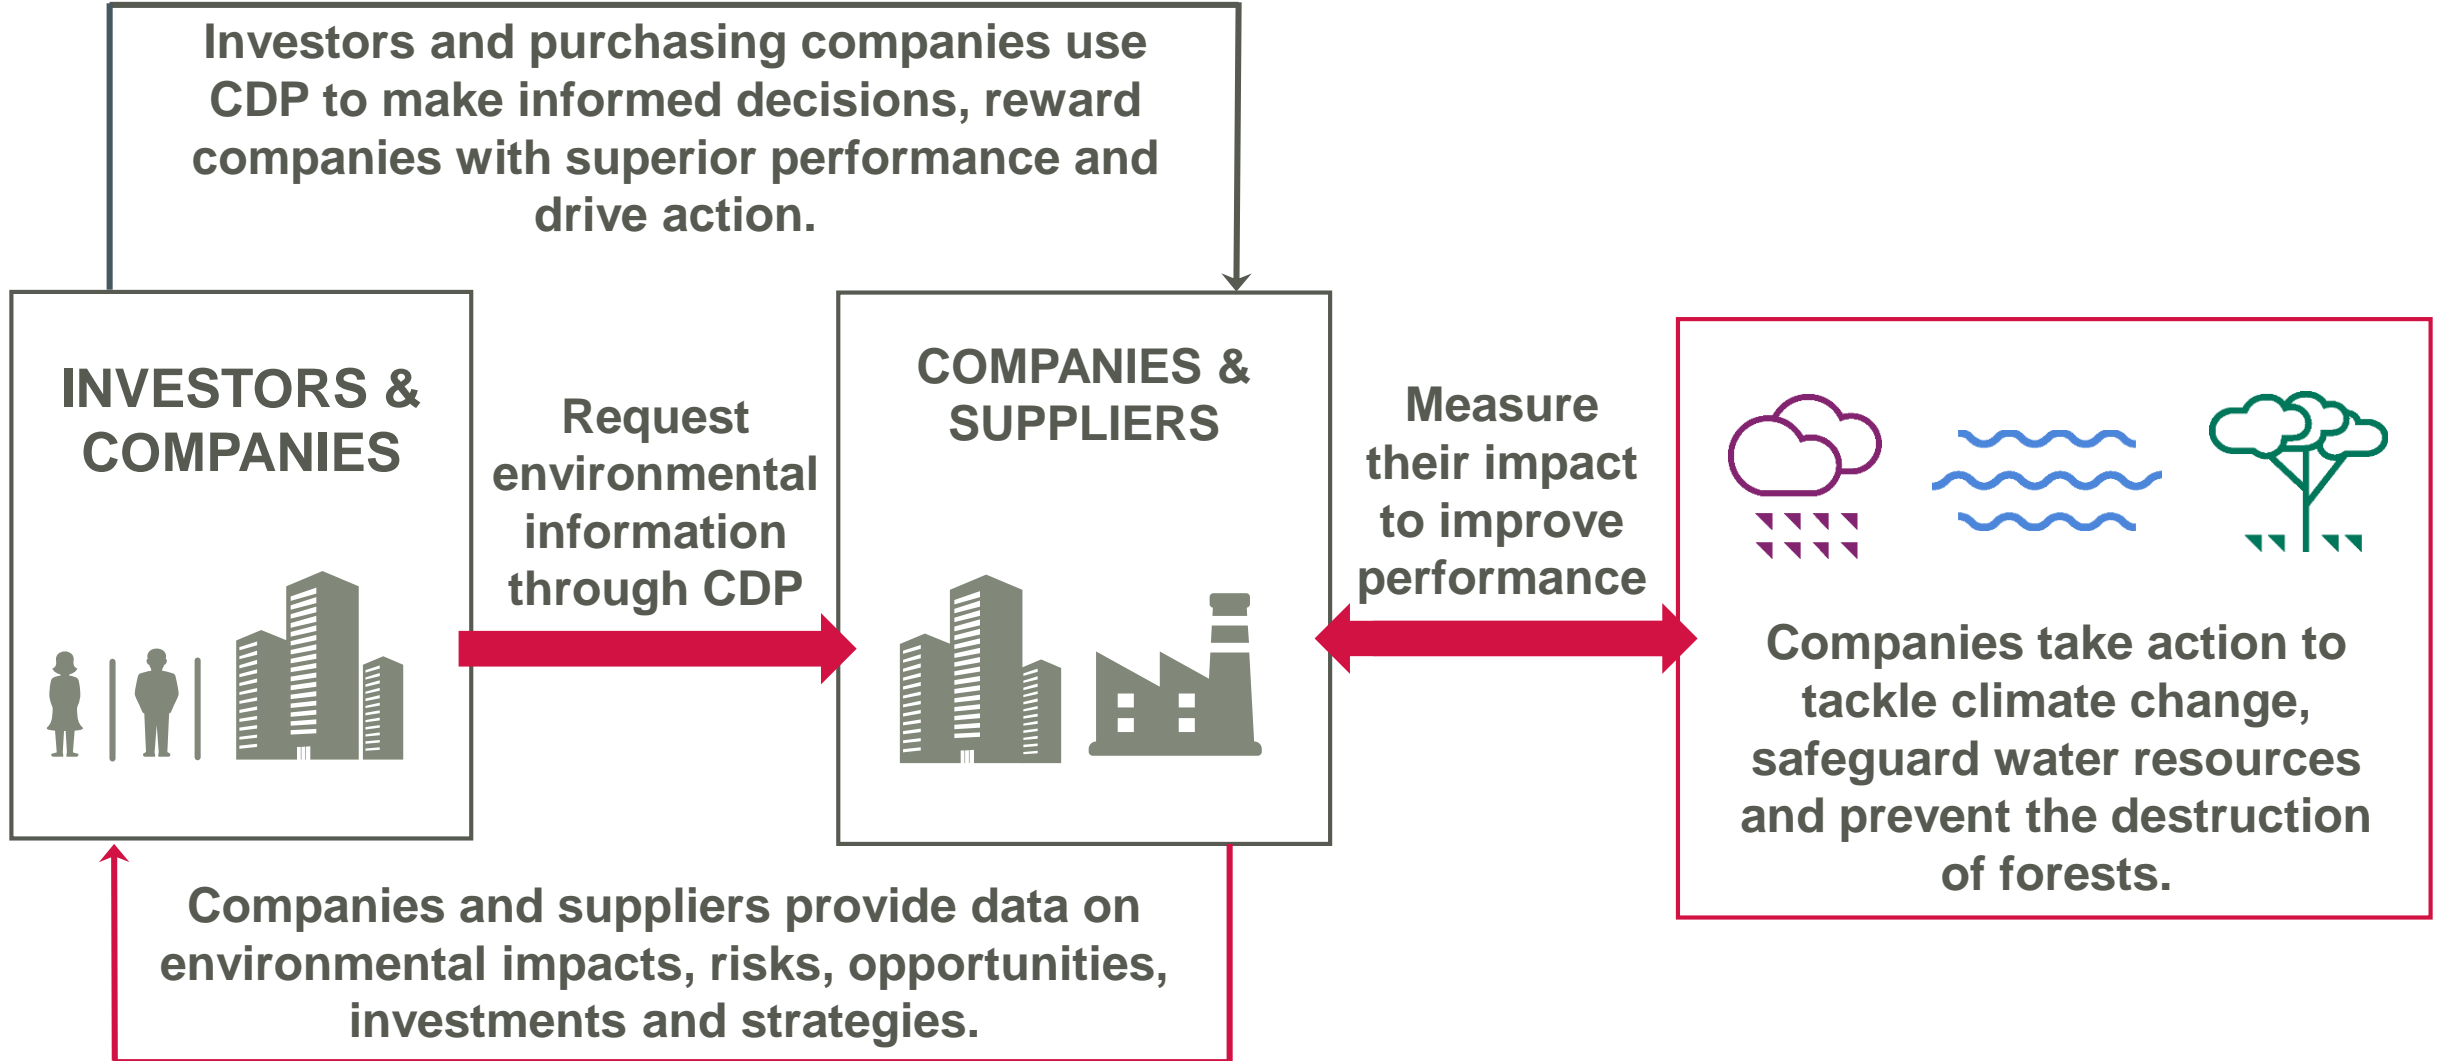 Investors and purchasing companies use
CDP to make informed decisions, reward
companies with superior performance and
drive action.
INVESTORS &
COMPANIES
Request
environmental
information
through CDP
COMPANIES &
SUPPLIERS
Measure
their impact
to improve
performance
Companies take action to
tackle climate change,
safeguard water resources
and prevent the destruction
of forests.
Companies and suppliers provide data on
environmental impacts, risks, opportunities,
investments and strategies.